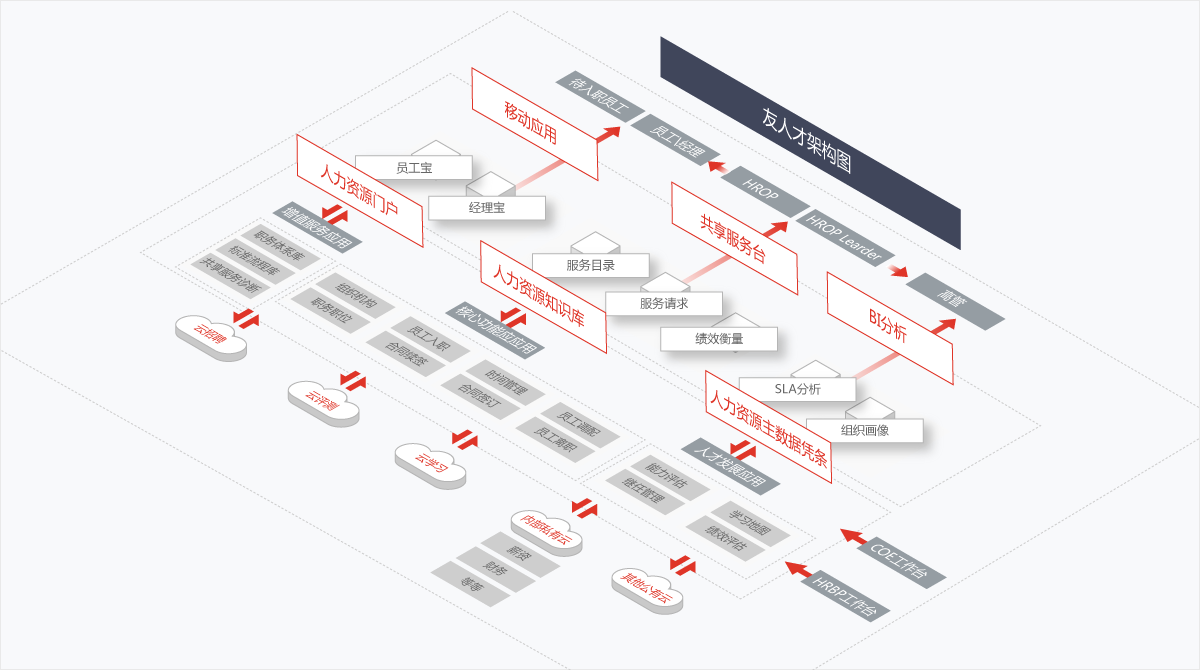 友人才架构图
待入职员工
员工\经理
HROP
HROP Learder
高管
移动应用
共享服务台
BI分析
员工宝
经理宝
服务目录
服务请求
绩效衡量
SLA分析
组织画像
人力资源门户
人力资源知识库
人力资源主数据凭条
增值服务应用
职务体系库
标准流程库
共享服务诊断
核心功能应应用
组织机构
职务职位
员工入职
合同续签
时间管理
合同签订
员工调配
员工离职
人才发展应用
能力评估
继任管理
学习地图
绩效评估
云招聘
云评测
云学习
内部私有云
薪资
财务
等等
其他公有云
COE工作台
HRBP工作台